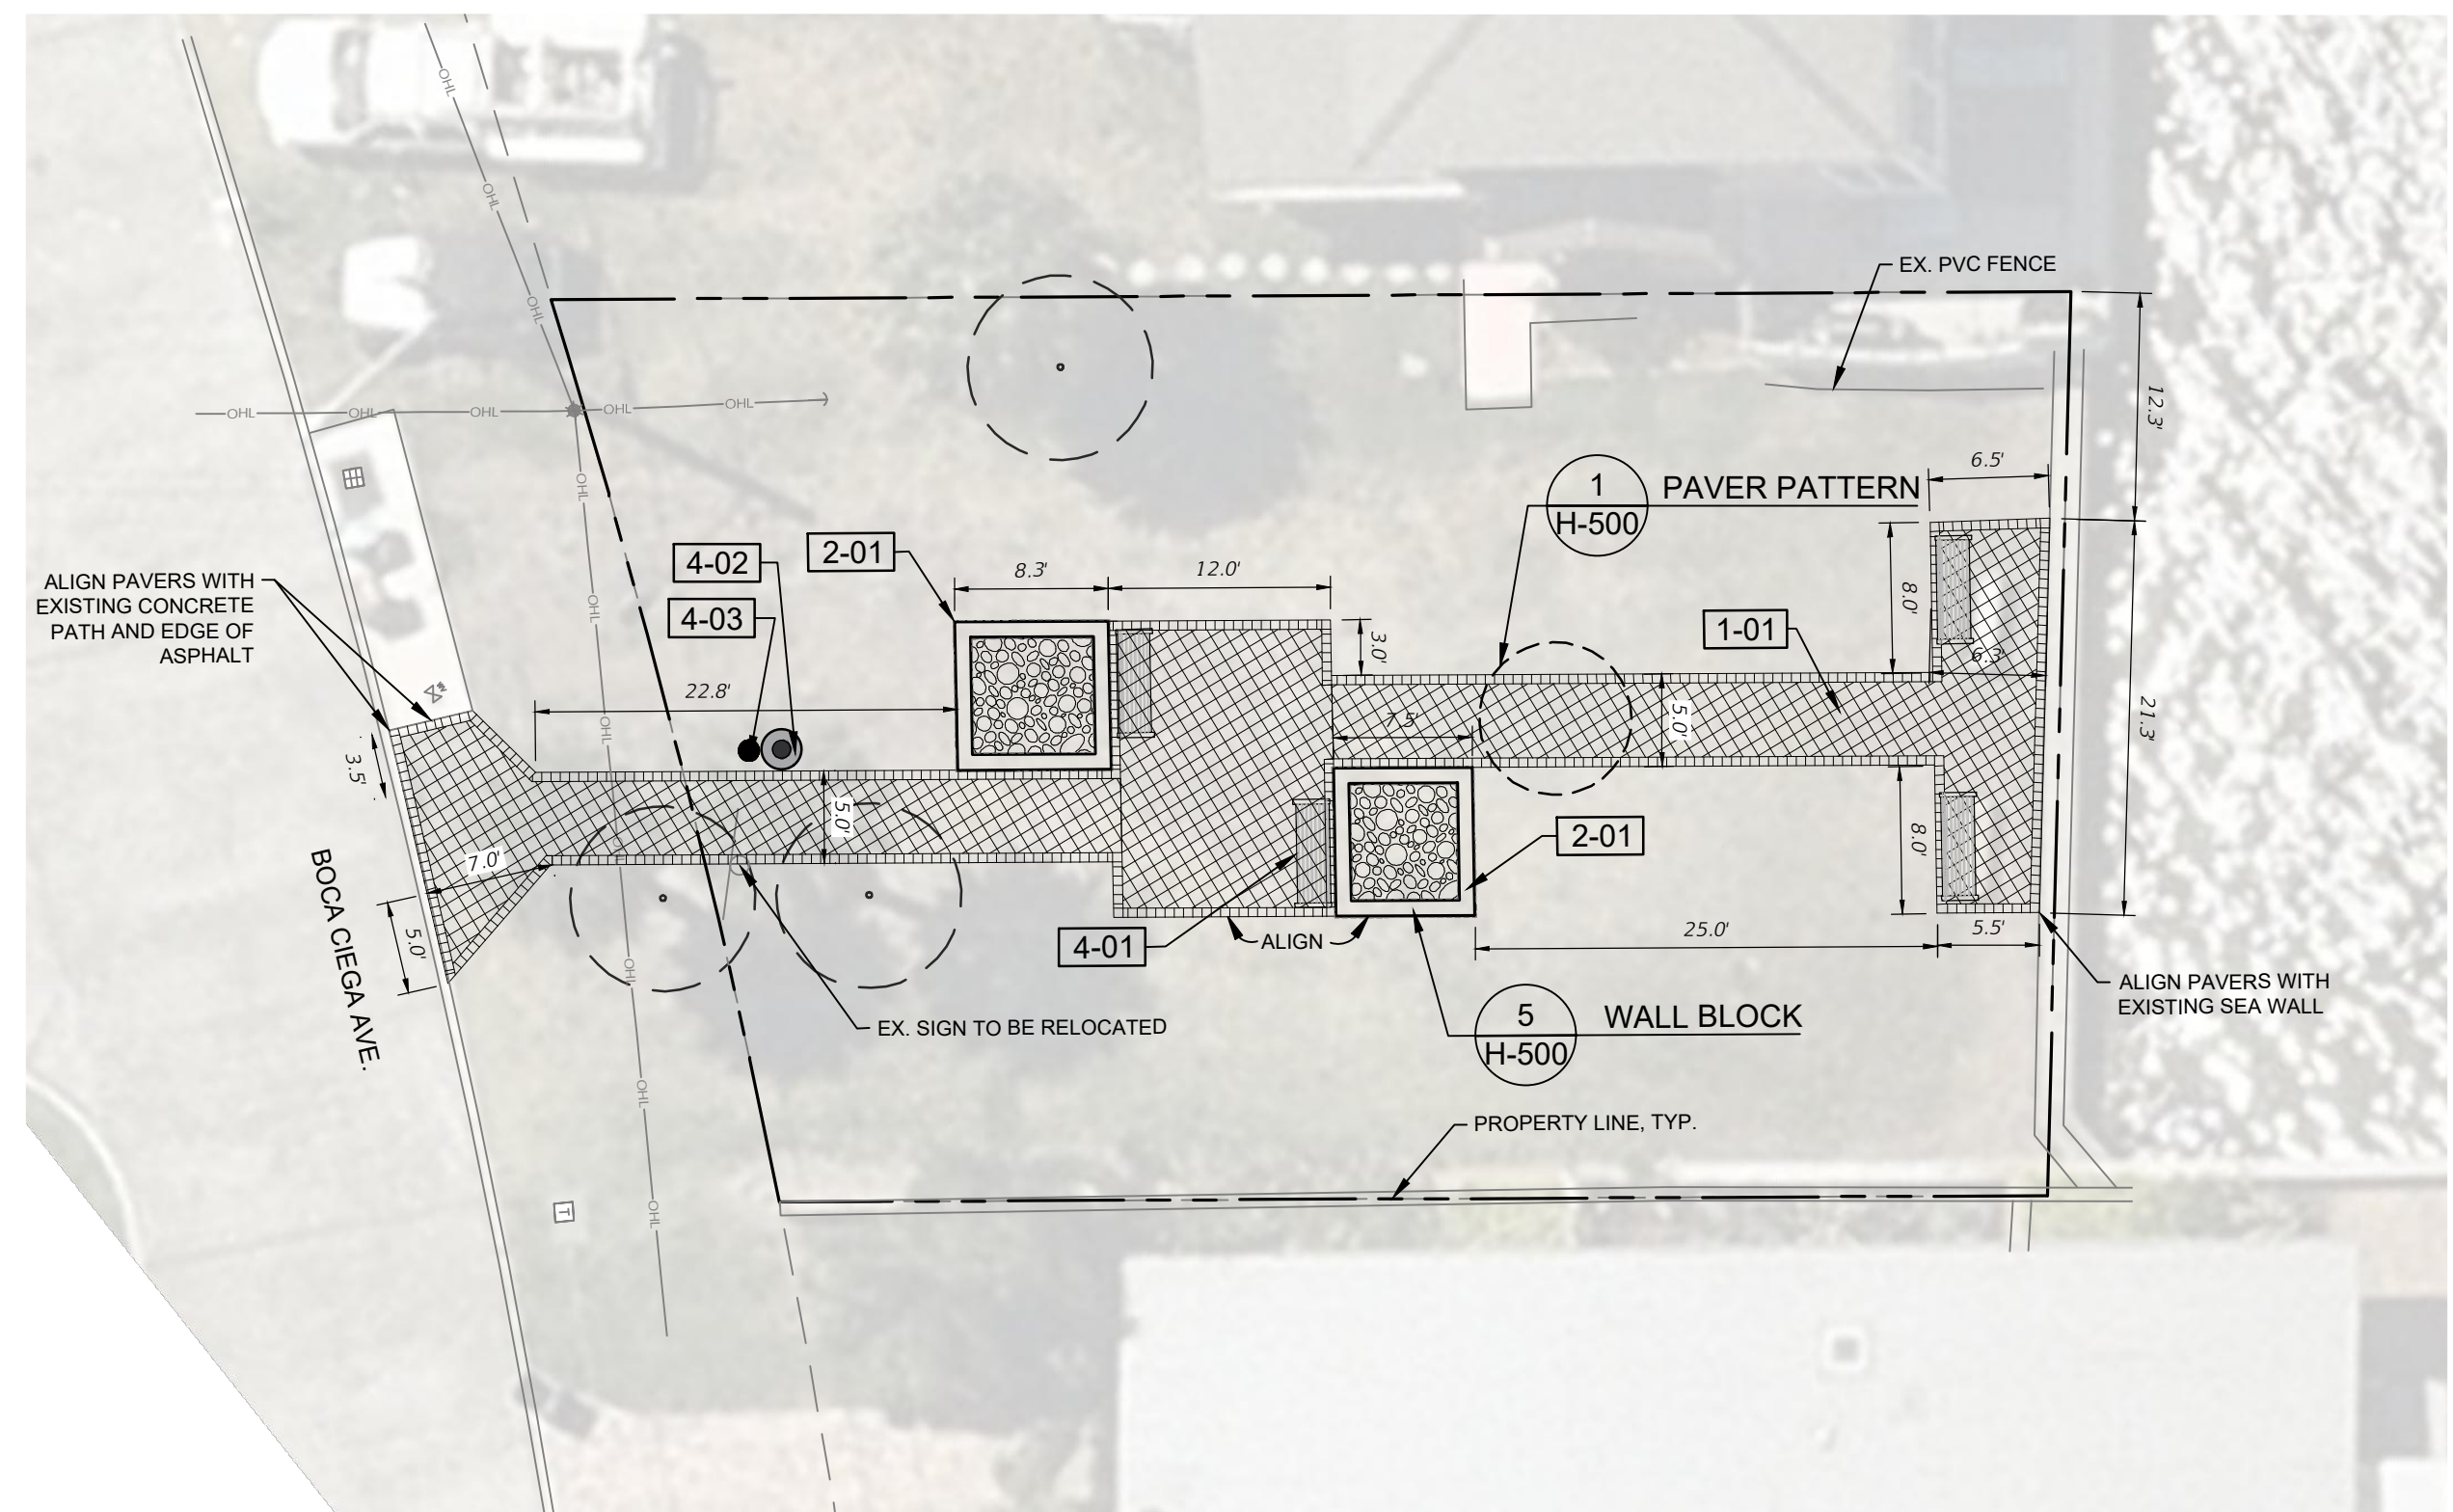 OHL
OHL
OHL
OHL
OHL
OHL
OHL
OHL
OHL
EX. PVC FENCE
12.3'
OHL
1
H-500
PAVER PATTERN
6.5'
4-02
2-01
8.3'
12.0'
ALIGN PAVERS WITH
EXISTING CONCRETE
PATH AND EDGE OF
ASPHALT
OHL
4-03
3.0'
1-01
8.0'
6.3'
22.8'
OHL
7.5'
5.0'
21.3'
3.5'
5.0'
7.0'
OHL
2-01
8.0'
BOCA CIEGA AVE.
5.0'
4-01
ALIGN
25.0'
5.5'
OHL
ALIGN PAVERS WITH
EXISTING SEA WALL
EX. SIGN TO BE RELOCATED
5
H-500
WALL BLOCK
OHL
PROPERTY LINE, TYP.
T
OHL